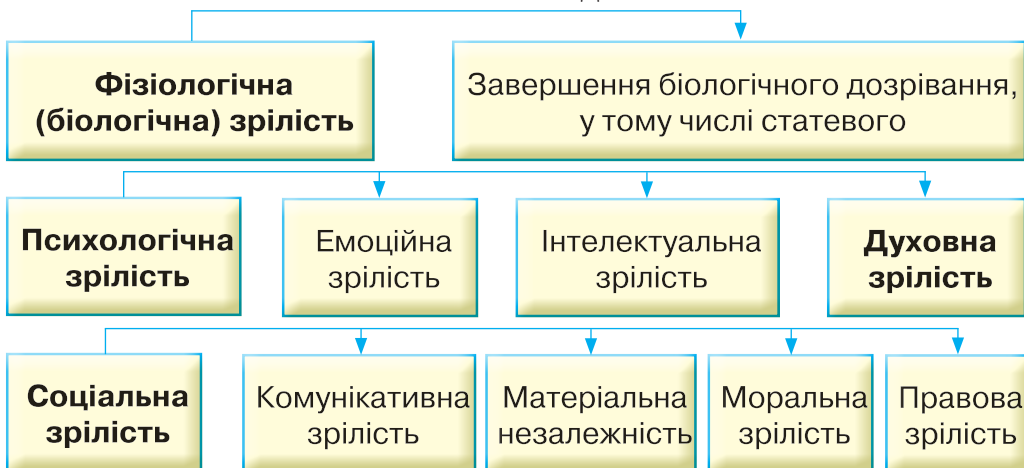 Фізіологічна
(біологічна) зрілість
Завершення біологічного дозрівання,
у тому числі статевого
Психологічна
зрілість
Емоційна
зрілість
Інтелектуальна
зрілість
Духовна
зрілість
Соціальна
зрілість
Комунікативна
зрілість
Матеріальна
незалежність
Моральна
зрілість
Правова
зрілість